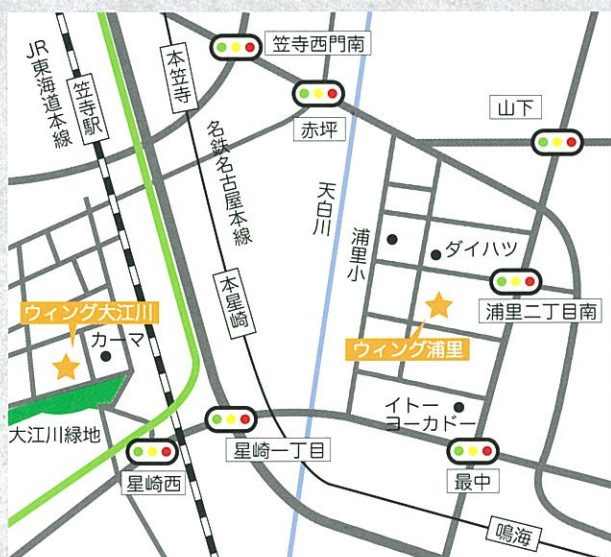 笠寺西門南
JR東海道本線
笠寺駅
本笠寺
赤坪
山下
名鉄名古屋本線
天白川
浦里小
ダイハツ
本星崎
浦里二丁目南
ウィング大江川
カーマ
ウィング浦里
イトー
ヨーカドー
大江川緑地
星崎一丁目
星崎西
最中
鳴海